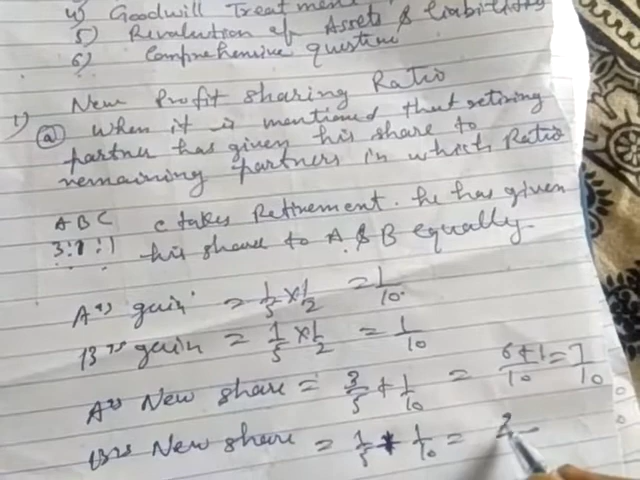 4) Goodwill Treatment
5) Revaluation of Assets & Liability
6) Comprehensive question
1) New Profit Sharing Ratio
(a) When it is mentioned that retiring
partner has given his share to
remaining partners in which Ratio
A B C C takes Retirement. he has given
3:1:1 his share to A & B equally
A's gain = 1/5 × 1/2 = 1/10
B's gain = 1/5 × 1/2 = 1/10
A's New share = 3/5 + 1/10 = 6+1/10 = 7/10
B's New share = 1/5 + 1/10 = 2